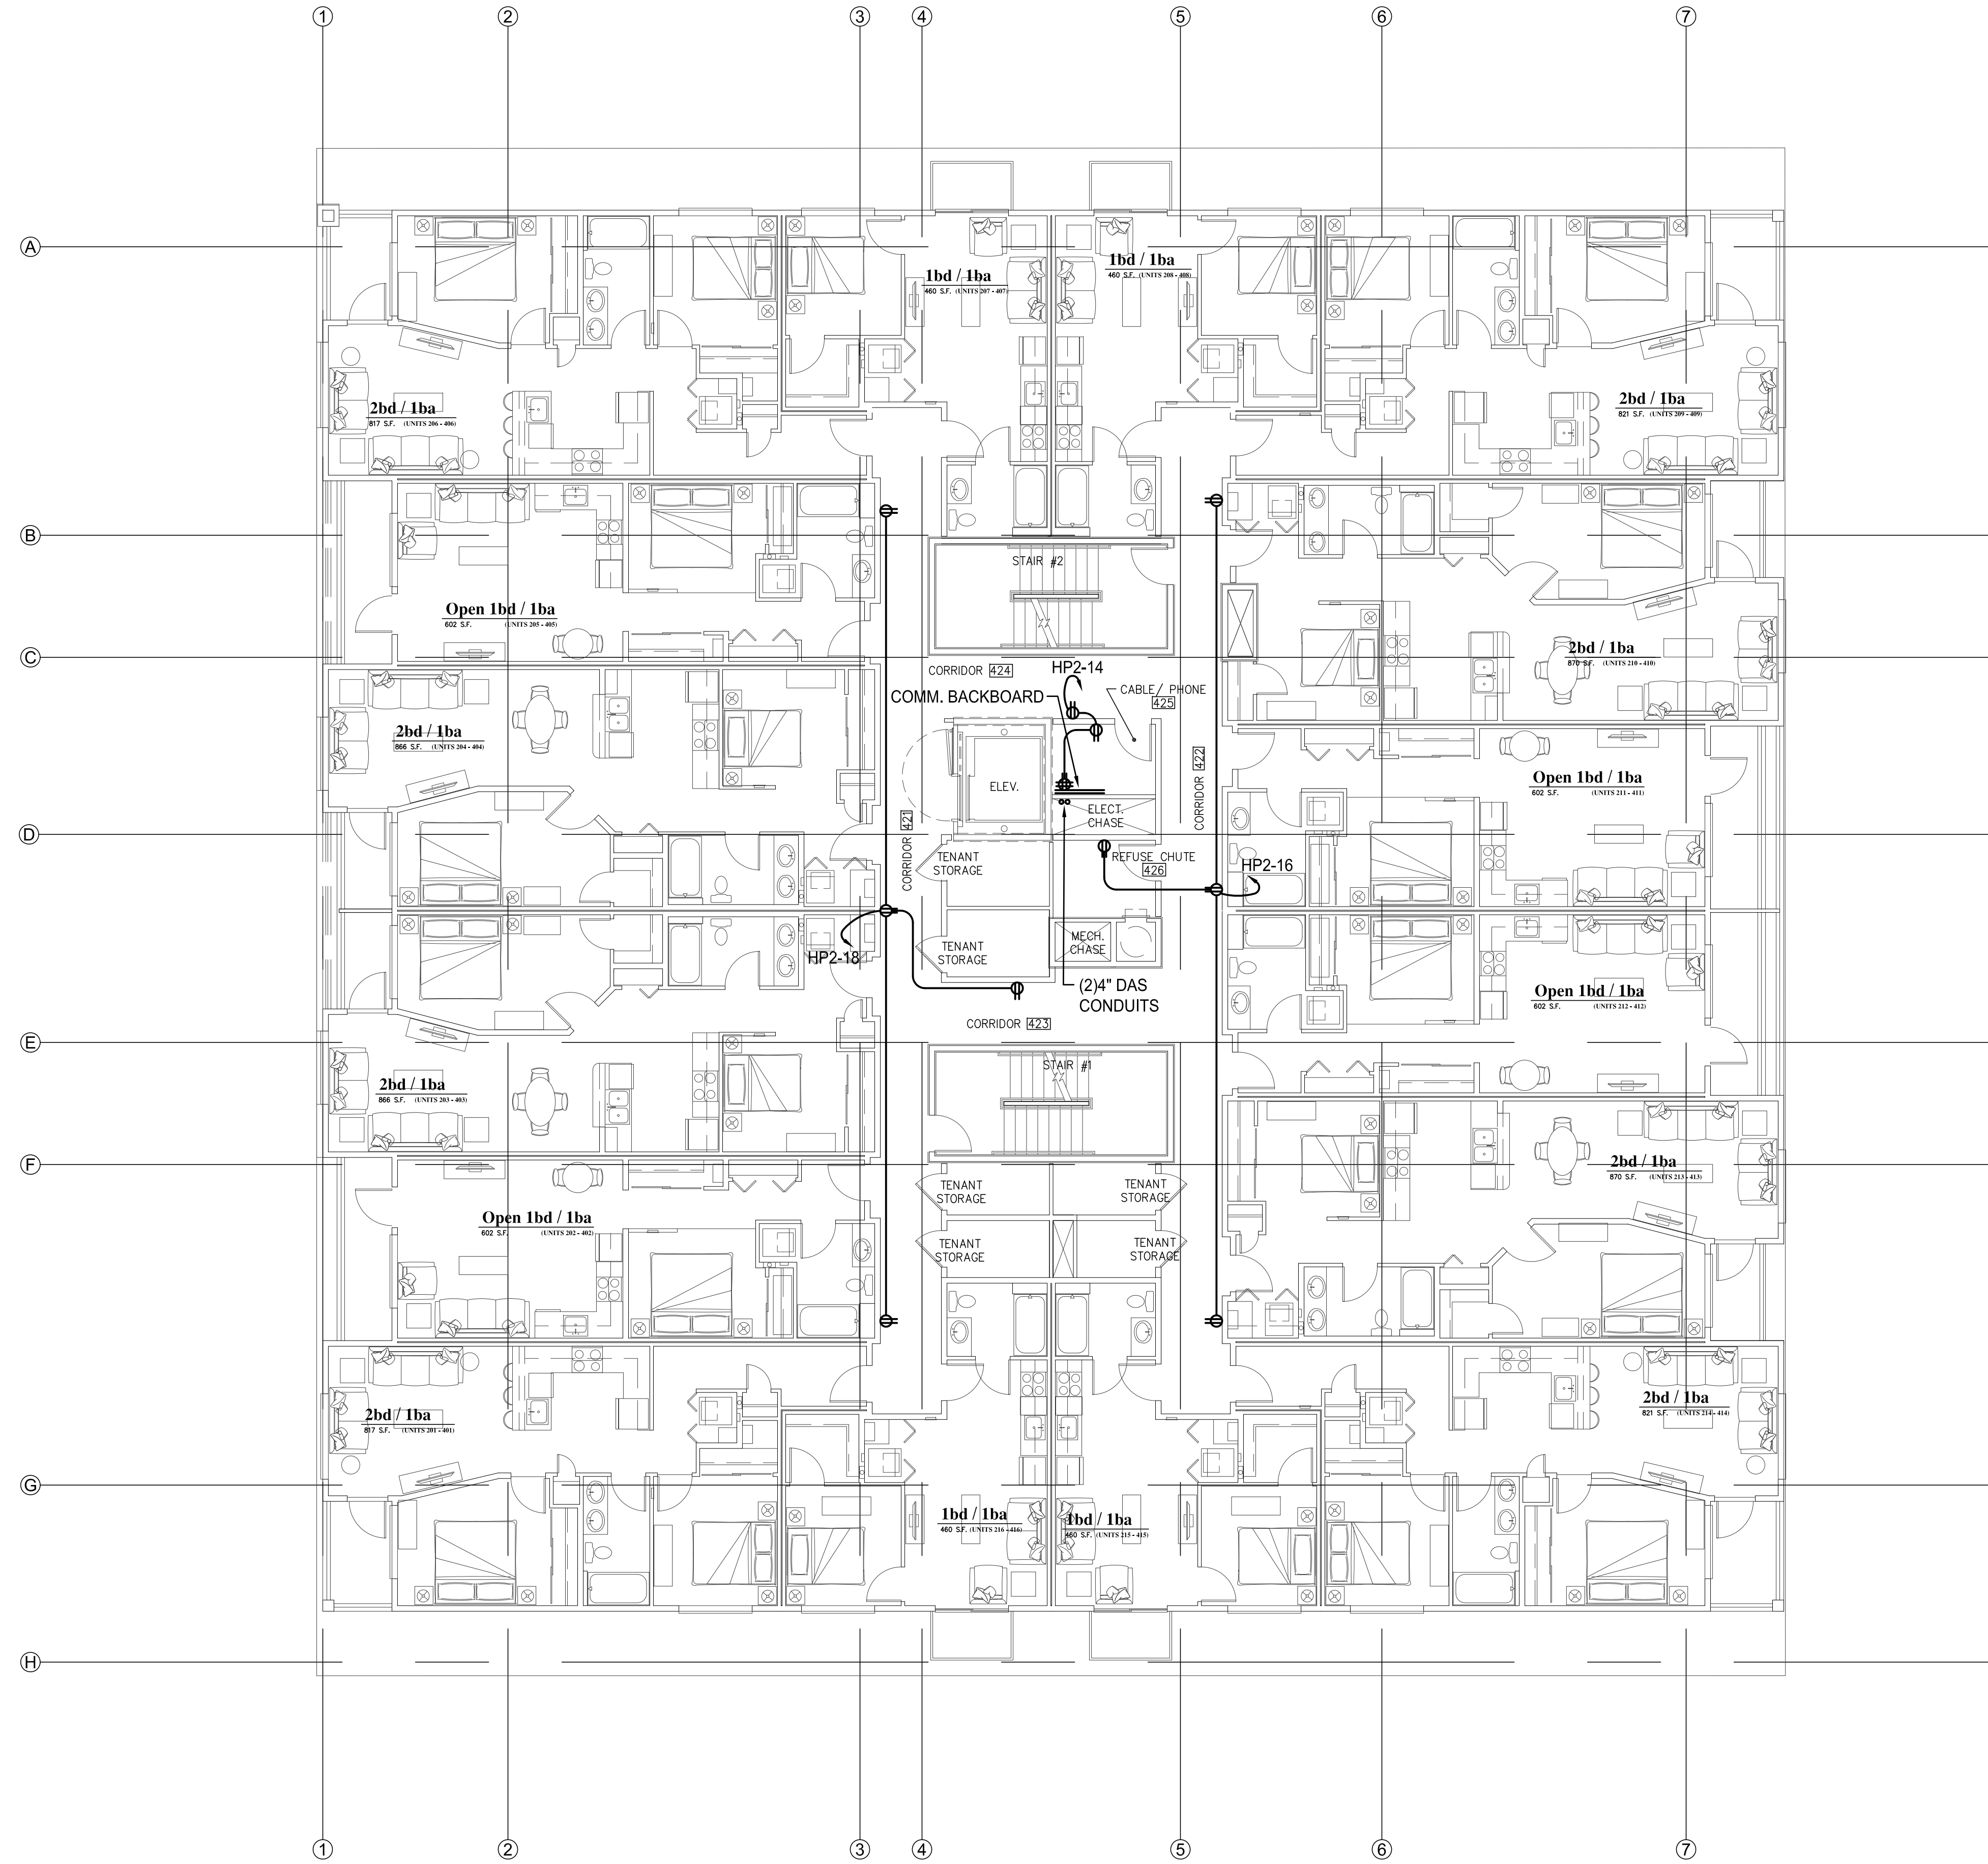 1 2 3 4 5 6 7
A
1bd / 1ba
460 S.F. (UNITS 207 - 407)
1bd / 1ba
460 S.F. (UNITS 208 - 408)
2bd / 1ba
817 S.F. (UNITS 206 - 406)
2bd / 1ba
821 S.F. (UNITS 209 - 409)
B
STAIR #2
Open 1bd / 1ba
602 S.F. (UNITS 205 - 405)
C
2bd / 1ba
870 S.F. (UNITS 210 - 410)
CORRIDOR 424
HP2-14
COMM. BACKBOARD
CABLE/ PHONE
425
2bd / 1ba
866 S.F. (UNITS 204 - 404)
CORRIDOR 422
ELEV.
Open 1bd / 1ba
602 S.F. (UNITS 211 - 411)
ELECT.
CHASE
D
CORRIDOR 421
TENANT
STORAGE
REFUSE CHUTE
426
HP2-16
TENANT
STORAGE
MECH.
CHASE
HP2-18
(2)4" DAS
CONDUITS
Open 1bd / 1ba
602 S.F. (UNITS 212 - 412)
CORRIDOR 423
E
STAIR #1
2bd / 1ba
866 S.F. (UNITS 203 - 403)
F
2bd / 1ba
870 S.F. (UNITS 213 - 413)
TENANT
STORAGE
TENANT
STORAGE
Open 1bd / 1ba
602 S.F. (UNITS 202 - 402)
TENANT
STORAGE
TENANT
STORAGE
2bd / 1ba
817 S.F. (UNITS 201 - 401)
2bd / 1ba
821 S.F. (UNITS 214 - 414)
G
1bd / 1ba
460 S.F. (UNITS 216 - 416)
1bd / 1ba
460 S.F. (UNITS 215 - 415)
H
1 2 3 4 5 6 7